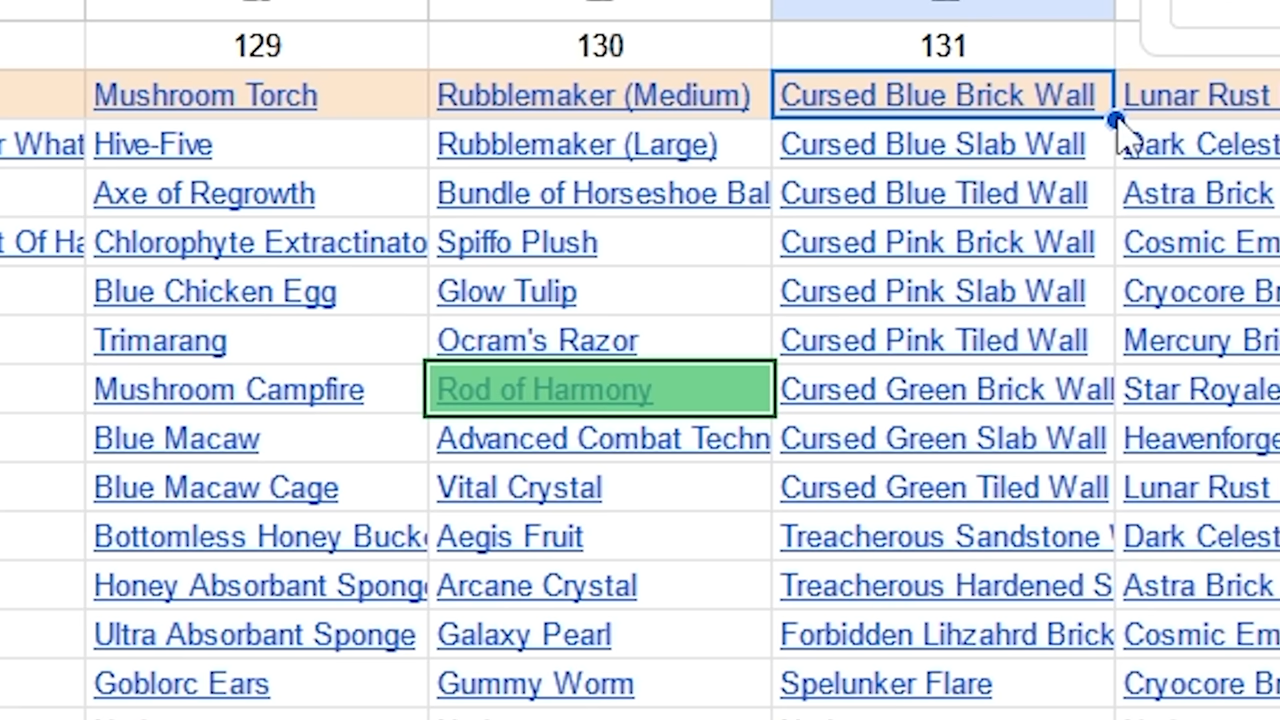 129 130 131
Mushroom Torch Rubblemaker (Medium) Cursed Blue Brick Wall Lunar Rust
r What Hive-Five Rubblemaker (Large) Cursed Blue Slab Wall Dark Celest
Axe of Regrowth Bundle of Horseshoe Bal Cursed Blue Tiled Wall Astra Brick
t Of Ha Chlorophyte Extractinato Spiffo Plush Cursed Pink Brick Wall Cosmic Em
Blue Chicken Egg Glow Tulip Cursed Pink Slab Wall Cryocore Br
Trimarang Ocram's Razor Cursed Pink Tiled Wall Mercury Bri
Mushroom Campfire Rod of Harmony Cursed Green Brick Wall Star Royale
Blue Macaw Advanced Combat Techn Cursed Green Slab Wall Heavenforge
Blue Macaw Cage Vital Crystal Cursed Green Tiled Wall Lunar Rust
Bottomless Honey Bucke Aegis Fruit Treacherous Sandstone Dark Celest
Honey Absorbant Sponge Arcane Crystal Treacherous Hardened S Astra Brick
Ultra Absorbant Sponge Galaxy Pearl Forbidden Lihzahrd Brick Cosmic Em
Goblorc Ears Gummy Worm Spelunker Flare Cryocore Br